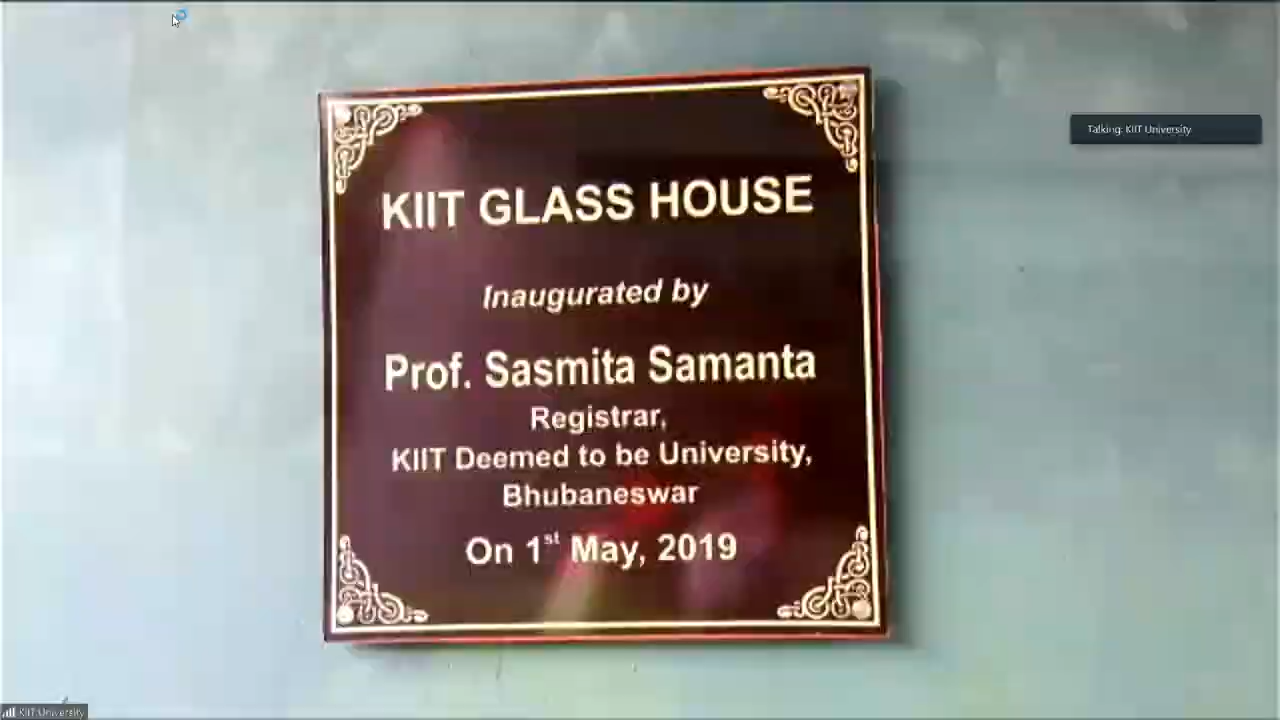 Talking: KIIT University
KIIT GLASS HOUSE
Inaugurated by
Prof. Sasmita Samanta
Registrar,
KIIT Deemed to be University,
Bhubaneswar
On 1st May, 2019
KIIT University